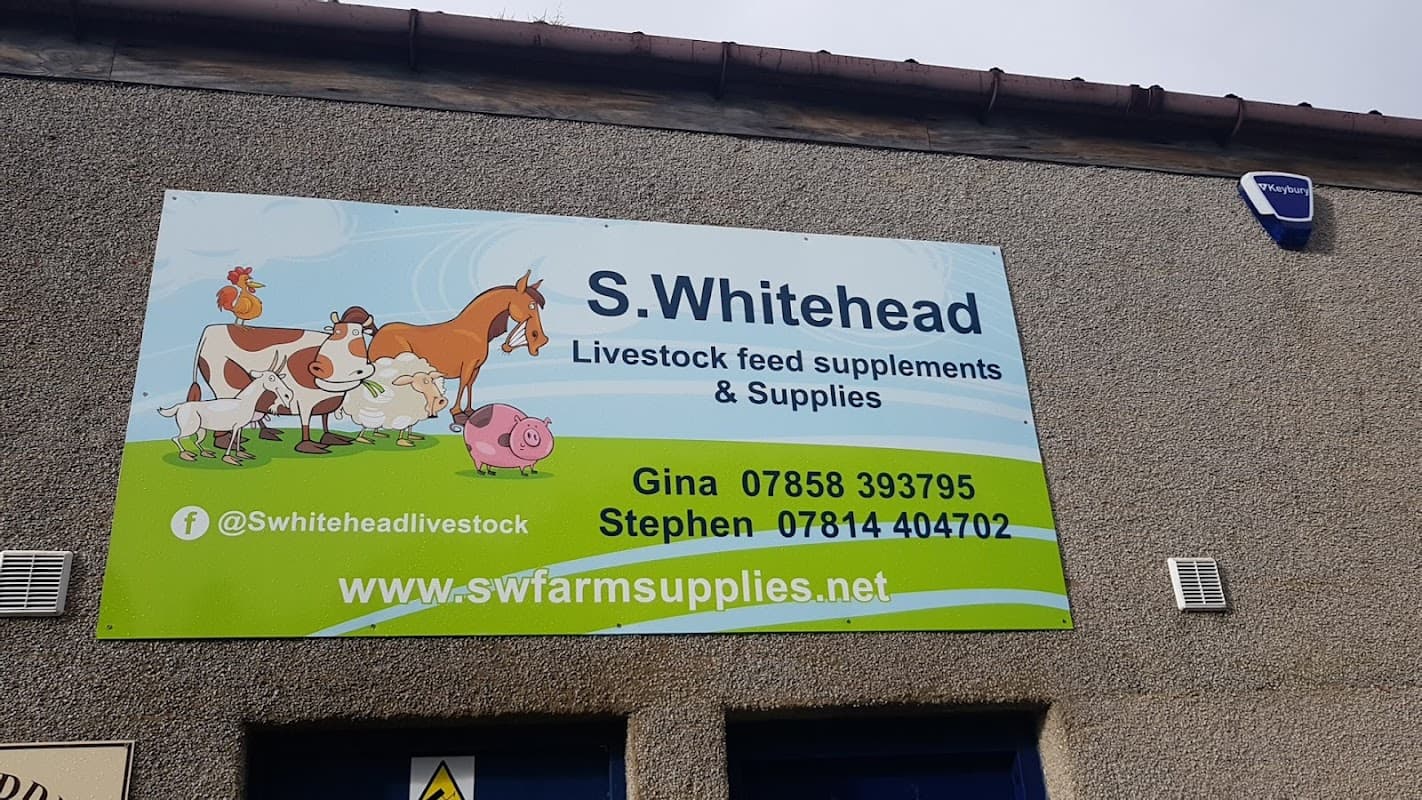 Keybury
S.Whitehead
Livestock feed supplements
& Supplies
Gina 07858 393795
Stephen 07814 404702
f @Swhiteheadlivestock
www.swfarmsupplies.net